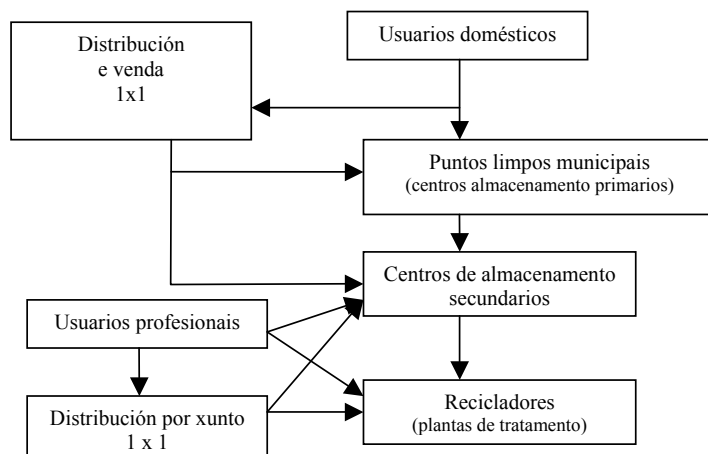 Distribución
e venda
1x1
Usuarios domésticos
Puntos limpos municipais
(centros almacenamento primarios)
Centros de almacenamento
secundarios
Usuarios profesionais
Distribución por xunto
1 x 1
Recicladores
(plantas de tratamento)